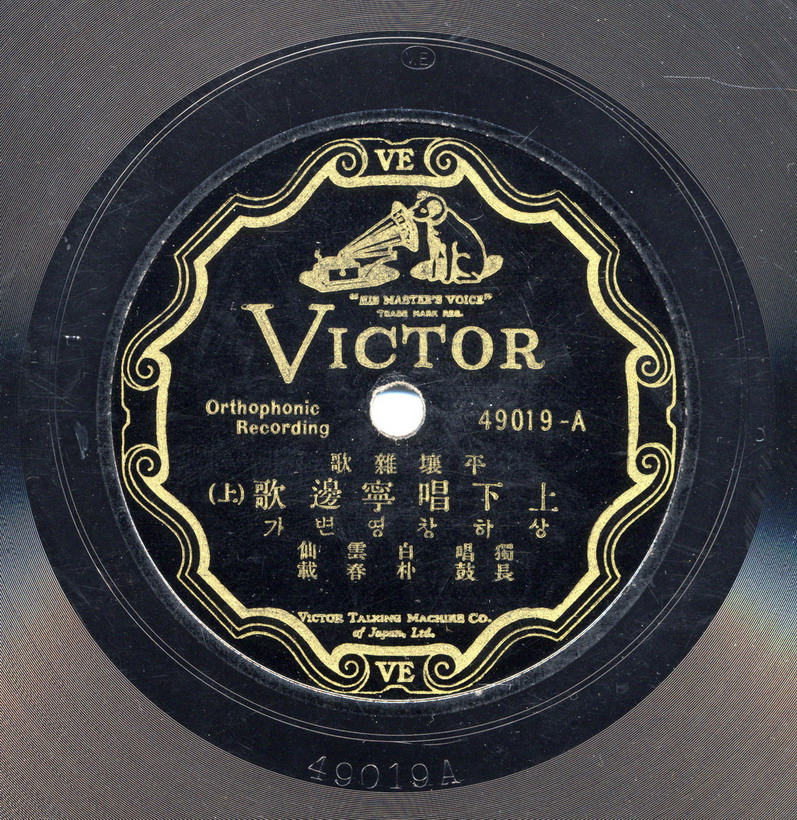 VE
VE
"HIS MASTER'S VOICE"
TRADE MARK REG.
VICTOR
Orthophonic
Recording
49019-A
平壤雜歌
上下唱寧邊歌(上)
상하창영변가
獨唱 白雲仙
長鼓 朴春載
VICTOR TALKING MACHINE CO.
of Japan, Ltd.
VE
49019A